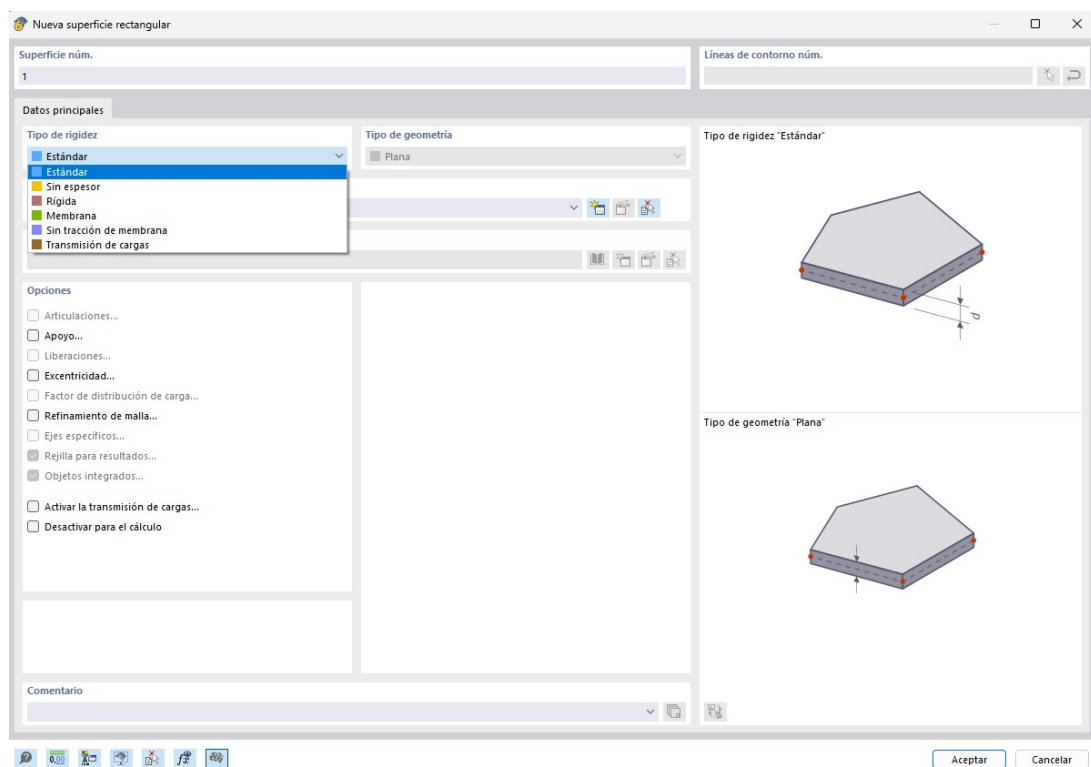 Nueva superficie rectangular
Superficie núm.
1
Líneas de contorno núm.
Datos principales
Tipo de rigidez
Estándar
Estándar
Sin espesor
Rígida
Membrana
Sin tracción de membrana
Transmisión de cargas
Tipo de geometría
Plana
Opciones
Articulaciones...
Apoyo...
Liberaciones...
Excentricidad...
Factor de distribución de carga...
Refinamiento de malla...
Ejes específicos...
Rejilla para resultados...
Objetos integrados...
Activar la transmisión de cargas...
Desactivar para el cálculo
Comentario
Tipo de rigidez "Estándar"
d
Tipo de geometría "Plana"
0,00
Aceptar
Cancelar